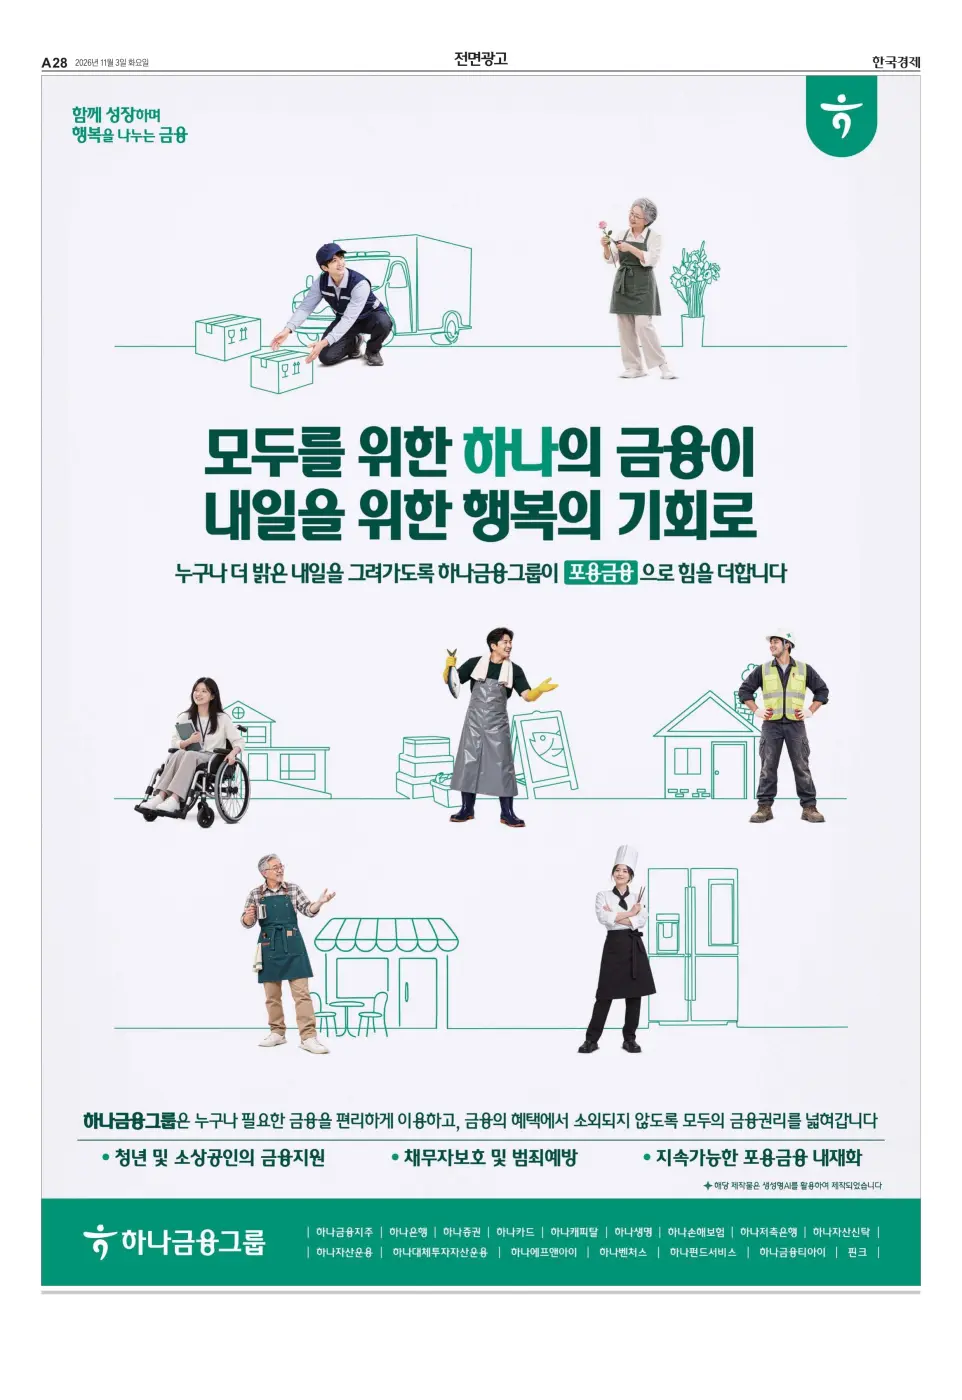 A28 2026년 11월 3일 화요일
전면광고
한국경제
함께 성장하며
행복을 나누는 금융
모두를 위한 하나의 금융이
내일을 위한 행복의 기회로
누구나 더 밝은 내일을 그려가도록 하나금융그룹이 포용금융으로 힘을 더합니다
하나금융그룹은 누구나 필요한 금융을 편리하게 이용하고, 금융의 혜택에서 소외되지 않도록 모두의 금융권리를 넓혀갑니다
• 청년 및 소상공인의 금융지원 • 채무자보호 및 범죄예방 • 지속가능한 포용금융 내재화
해당 제작물은 생성형AI를 활용하여 제작되었습니다
하나금융그룹
| 하나금융지주 | 하나은행 | 하나증권 | 하나카드 | 하나캐피탈 | 하나생명 | 하나손해보험 | 하나저축은행 | 하나자산신탁 |
| 하나자산운용 | 하나대체투자자산운용 | 하나에프앤아이 | 하나벤처스 | 하나펀드서비스 | 하나금융티아이 | 핀크 |